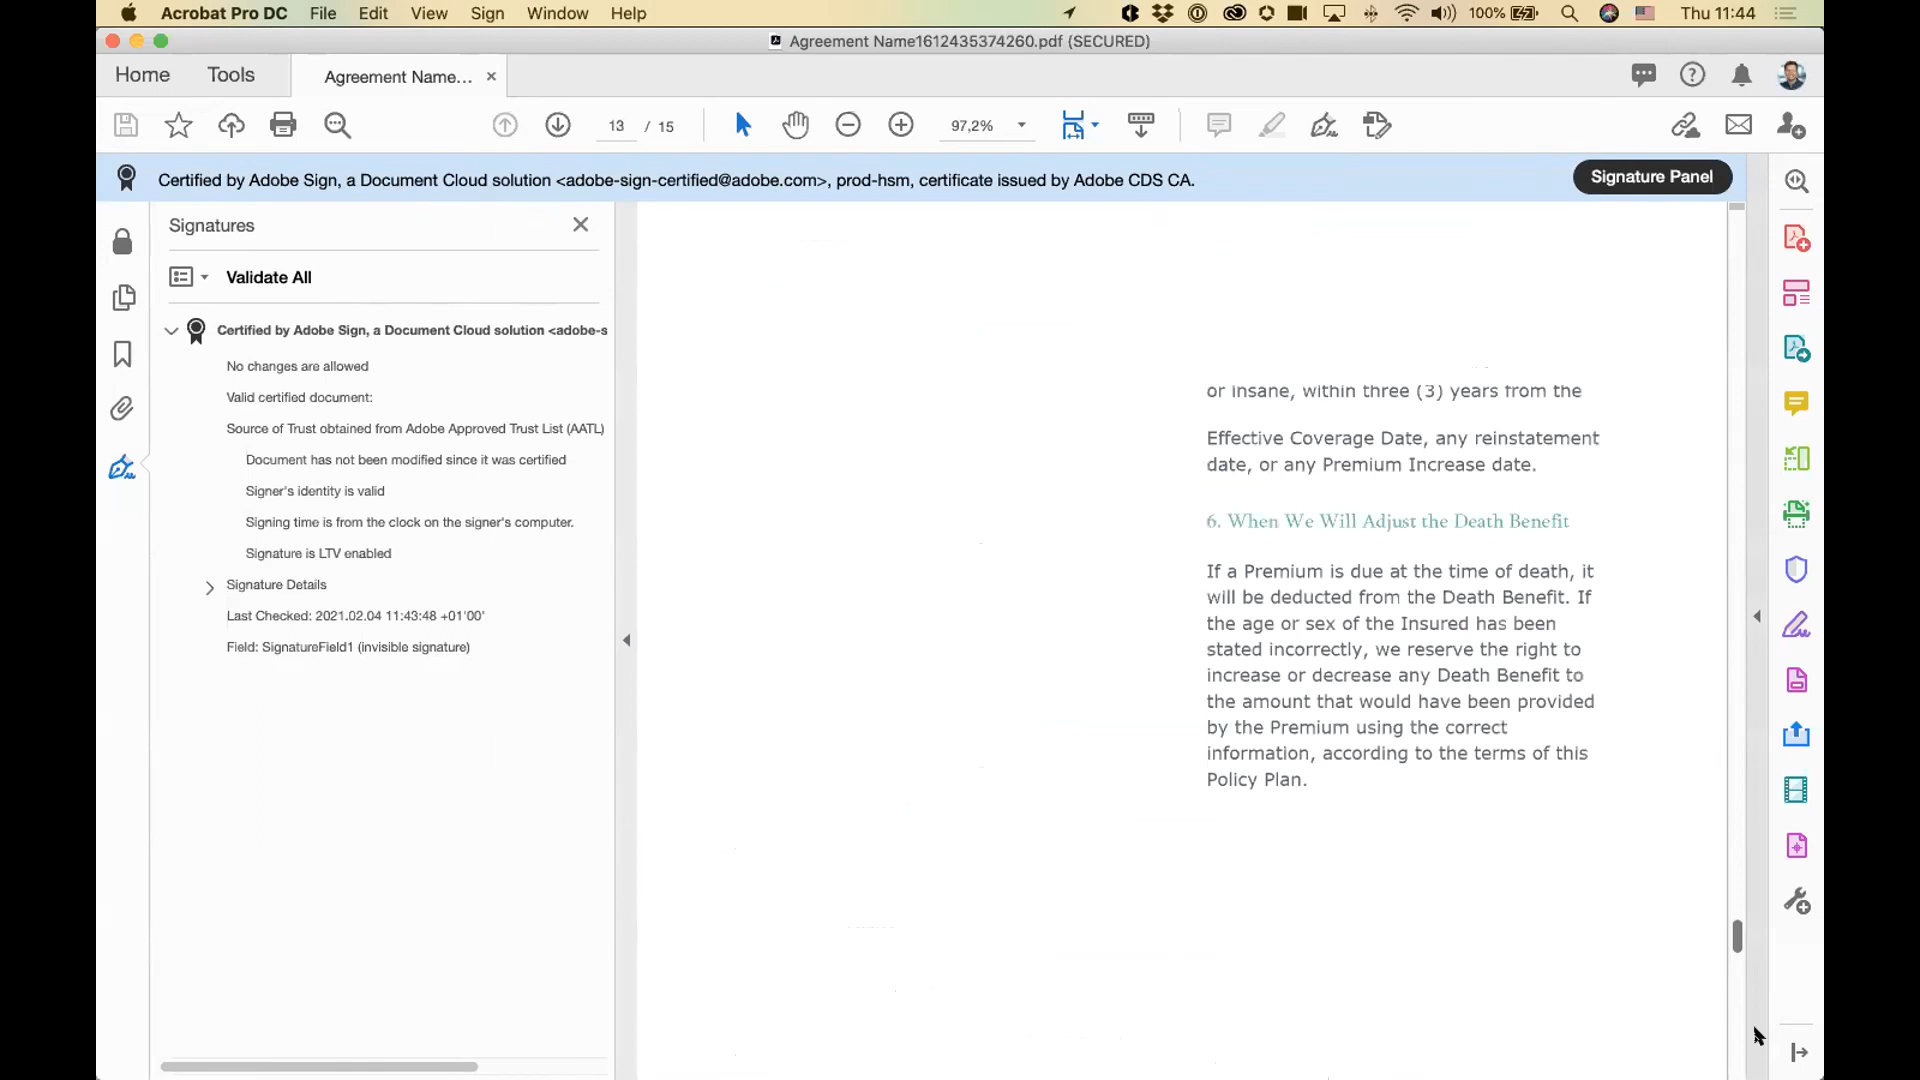 Acrobat Pro DC File Edit View Sign Window Help 100% Thu 11:44
Agreement Name1612435374260.pdf (SECURED)
Home Tools Agreement Name...
13 / 15 97,2%
Certified by Adobe Sign, a Document Cloud solution <adobe-sign-certified@adobe.com>, prod-hsm, certificate issued by Adobe CDS CA.
Signature Panel
Signatures
Validate All
Certified by Adobe Sign, a Document Cloud solution <adobe-s
No changes are allowed
Valid certified document:
Source of Trust obtained from Adobe Approved Trust List (AATL)
Document has not been modified since it was certified
Signer's identity is valid
Signing time is from the clock on the signer's computer.
Signature is LTV enabled
Signature Details
Last Checked: 2021.02.04 11:43:48 +01'00'
Field: SignatureField1 (invisible signature)
or insane, within three (3) years from the
Effective Coverage Date, any reinstatement
date, or any Premium Increase date.
6. When We Will Adjust the Death Benefit
If a Premium is due at the time of death, it
will be deducted from the Death Benefit. If
the age or sex of the Insured has been
stated incorrectly, we reserve the right to
increase or decrease any Death Benefit to
the amount that would have been provided
by the Premium using the correct
information, according to the terms of this
Policy Plan.